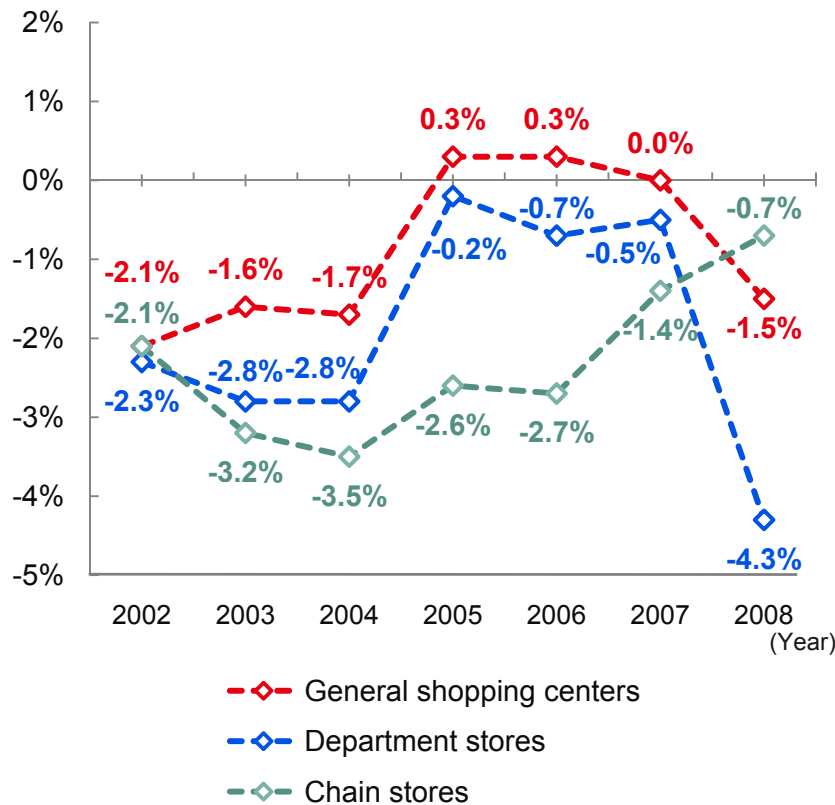 2%
1%
0%
-1%
-2%
-3%
-4%
-5%
0.3% 0.3% 0.0%
-2.1% -1.6% -1.7% -0.2% -0.7% -0.5% -0.7%
-2.1% -2.8% -2.8% -1.4% -1.5%
-2.3% -3.2% -3.5% -2.6% -2.7% -4.3%
2002 2003 2004 2005 2006 2007 2008
(Year)
General shopping centers
Department stores
Chain stores